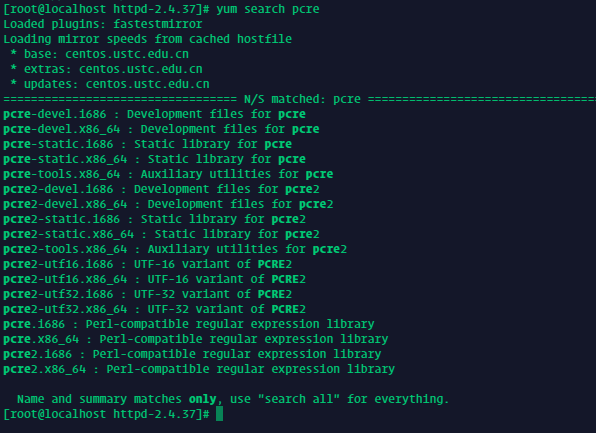 [root@localhost httpd-2.4.37]# yum search pcre
Loaded plugins: fastestmirror
Loading mirror speeds from cached hostfile
 * base: centos.ustc.edu.cn
 * extras: centos.ustc.edu.cn
 * updates: centos.ustc.edu.cn
================================== N/S matched: pcre ==================================
pcre-devel.i686 : Development files for pcre
pcre-devel.x86_64 : Development files for pcre
pcre-static.i686 : Static library for pcre
pcre-static.x86_64 : Static library for pcre
pcre-tools.x86_64 : Auxiliary utilities for pcre
pcre2-devel.i686 : Development files for pcre2
pcre2-devel.x86_64 : Development files for pcre2
pcre2-static.i686 : Static library for pcre2
pcre2-static.x86_64 : Static library for pcre2
pcre2-tools.x86_64 : Auxiliary utilities for pcre2
pcre2-utf16.i686 : UTF-16 variant of PCRE2
pcre2-utf16.x86_64 : UTF-16 variant of PCRE2
pcre2-utf32.i686 : UTF-32 variant of PCRE2
pcre2-utf32.x86_64 : UTF-32 variant of PCRE2
pcre.i686 : Perl-compatible regular expression library
pcre.x86_64 : Perl-compatible regular expression library
pcre2.i686 : Perl-compatible regular expression library
pcre2.x86_64 : Perl-compatible regular expression library
  Name and summary matches only, use "search all" for everything.
[root@localhost httpd-2.4.37]#